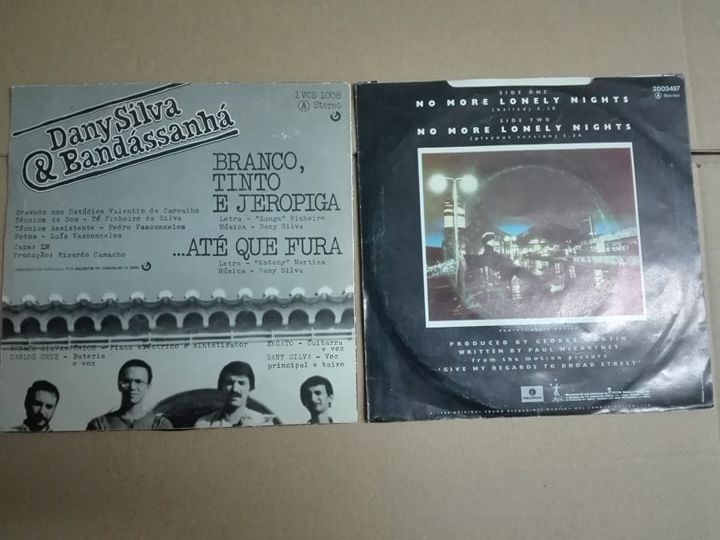 1 VCS 1008
Ⓐ Stereo
Dany Silva
& Bandássanhá
BRANCO,
TINTO
E JEROPIGA
Letra - "Zunga" Pinheiro
Música - Dany Silva
...ATÉ QUE FURA
Letra - "Kotchy" Martins
Música - Dany Silva
Gravado nos Estúdios Valentim de Carvalho
Técnico de Som - Tó Pinheiro da Silva
Técnico Assistente - Pedro Vasconcelos
Fotos - Luís Vasconcelos
Capa:
Produção: Ricardo Camacho
Piano eléctrico e Sintetizador
CARLOS CRUZ - Bateria
e voz
ZEGATO - Guitarra
e voz
DANY SILVA - Voz
principal e baixo
2003497
Ⓐ Stereo
SIDE ONE
NO MORE LONELY NIGHTS
(ballad)
SIDE TWO
NO MORE LONELY NIGHTS
(playout version)
PRODUCED BY GEORGE MARTIN
WRITTEN BY PAUL McCARTNEY
from the motion picture
'GIVE MY REGARDS TO BROAD STREET'
PARLOPHONE